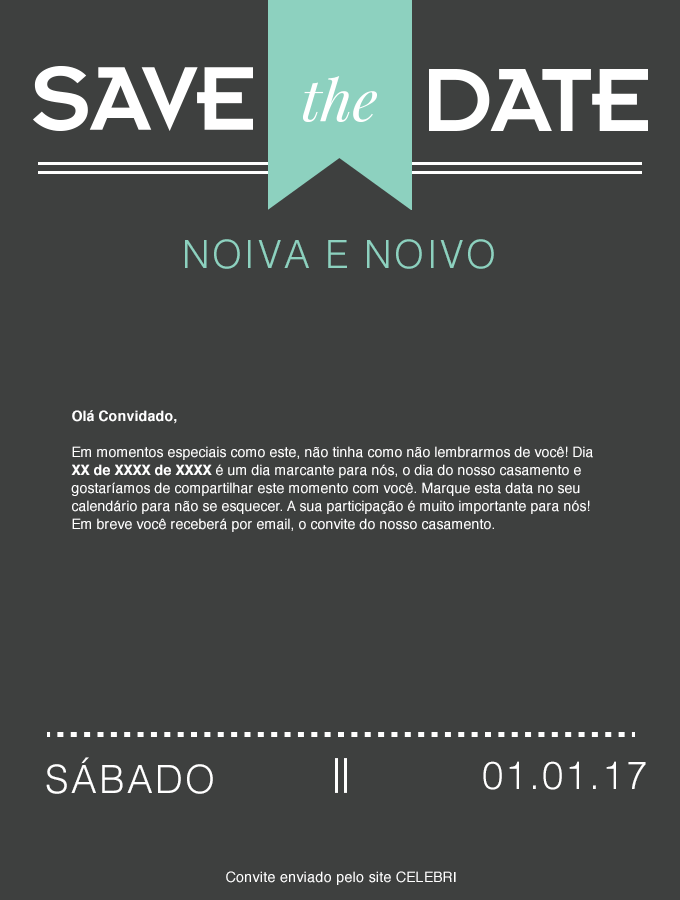 SAVE the DATE
NOIVA E NOIVO
Olá Convidado,
Em momentos especiais como este, não tinha como não lembrarmos de você! Dia
XX de XXXX de XXXX é um dia marcante para nós, o dia do nosso casamento e
gostaríamos de compartilhar este momento com você. Marque esta data no seu
calendário para não se esquecer. A sua participação é muito importante para nós!
Em breve você receberá por email, o convite do nosso casamento.
SÁBADO || 01.01.17
Convite enviado pelo site CELEBRI